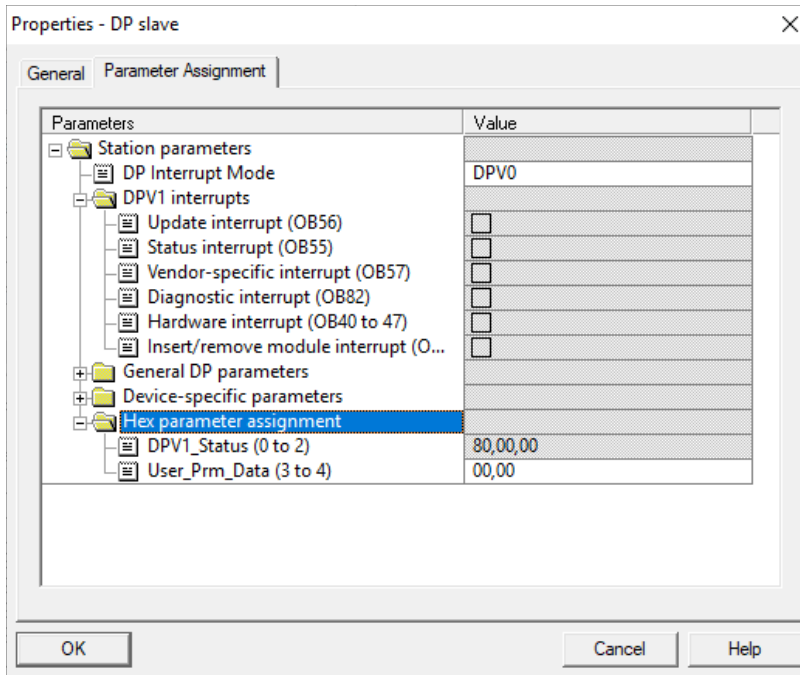 Properties - DP slave
General Parameter Assignment
Parameters Value
Station parameters
DP Interrupt Mode DPV0
DPV1 interrupts
Update interrupt (OB56)
Status interrupt (OB55)
Vendor-specific interrupt (OB57)
Diagnostic interrupt (OB82)
Hardware interrupt (OB40 to 47)
Insert/remove module interrupt (O...
General DP parameters
Device-specific parameters
Hex parameter assignment
DPV1_Status (0 to 2) 80,00,00
User_Prm_Data (3 to 4) 00,00
OK Cancel Help